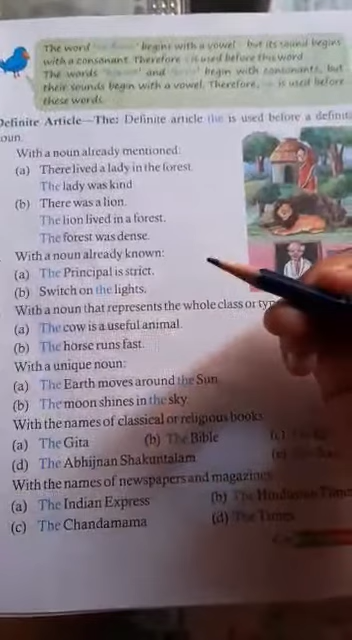 The word begins with a vowel but its sound begins
with a consonant. Therefore is used before this word.
The words and begin with consonants, but
their sounds begin with a vowel. Therefore, is used before
these words.
Definite Article—The: Definite article the is used before a definit
oun.
With a noun already mentioned:
(a) There lived a lady in the forest.
The lady was kind
(b) There was a lion.
The lion lived in a forest.
The forest was dense.
With a noun already known:
(a) The Principal is strict.
(b) Switch on the lights.
With a noun that represents the whole class or typ
(a) The cow is a useful animal.
(b) The horse runs fast.
With a unique noun:
(a) The Earth moves around the Sun.
(b) The moon shines in the sky.
With the names of classical or religious books
(a) The Gita (b) The Bible
(d) The Abhijnan Shakuntalam
With the names of newspapers and magazines
(a) The Indian Express (b) The Hindustan Times
(c) The Chandamama (d) The Times